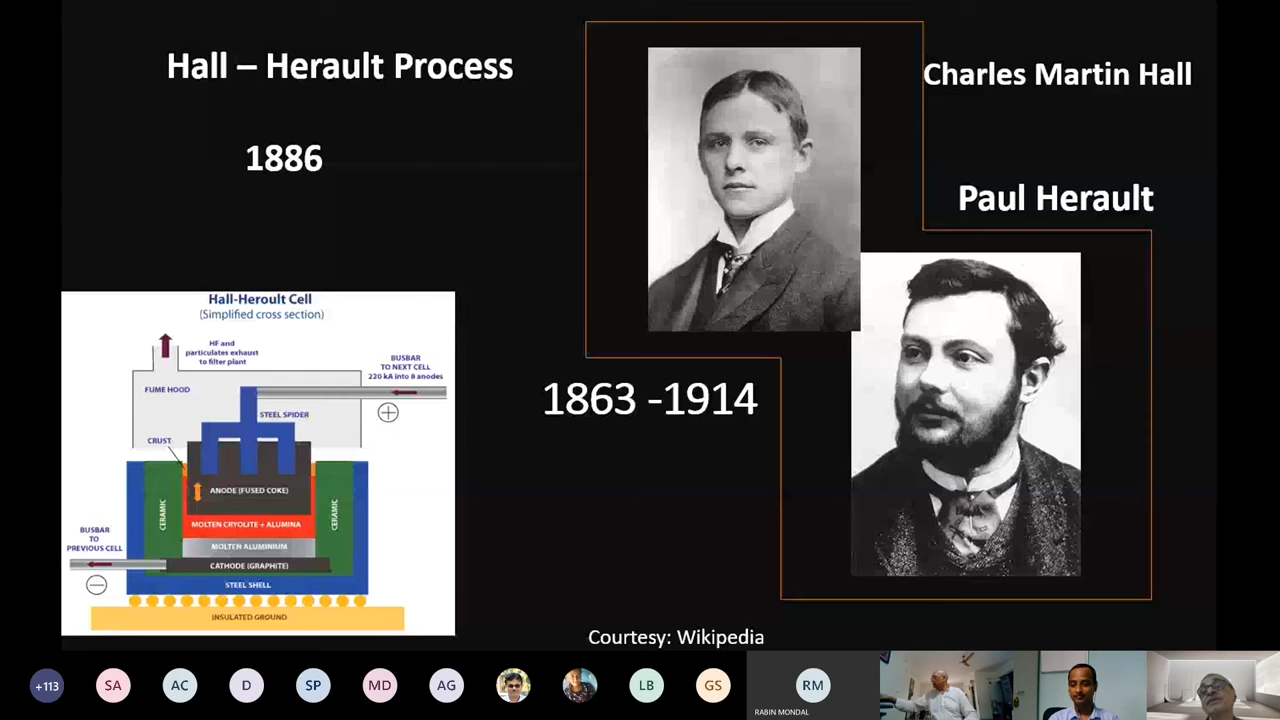 Hall – Herault Process
1886
Charles Martin Hall
Paul Herault
1863 -1914
Hall-Heroult Cell
(Simplified cross section)
HF and
particulates exhaust
to filter plant
BUSBAR
TO NEXT CELL
220 kA into 8 anodes
FUME HOOD
STEEL SPIDER
CRUST
ANODE (FUSED COKE)
CERAMIC
CERAMIC
MOLTEN CRYOLITE + ALUMINA
BUSBAR
TO
PREVIOUS CELL
MOLTEN ALUMINIUM
CATHODE (GRAPHITE)
STEEL SHELL
INSULATED GROUND
Courtesy: Wikipedia
+113
SA
AC
D
SP
MD
AG
LB
GS
RM
RABIN MONDAL